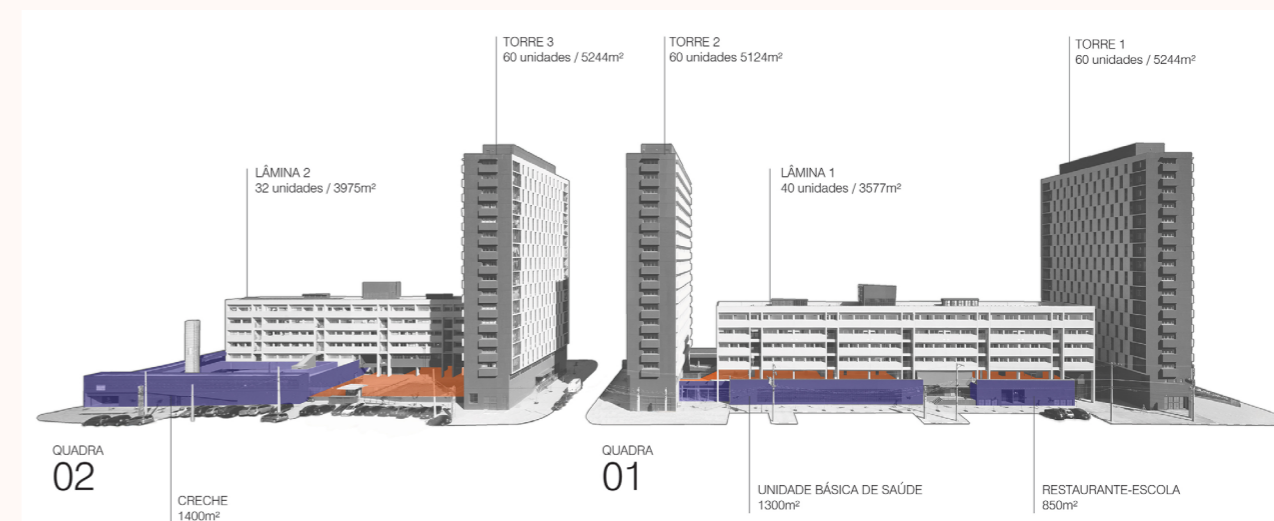 TORRE 3
60 unidades / 5244m²
TORRE 2
60 unidades 5124m²
TORRE 1
60 unidades / 5244m²
LÂMINA 2
32 unidades / 3975m²
LÂMINA 1
40 unidades / 3577m²
QUADRA
02
QUADRA
01
CRECHE
1400m²
UNIDADE BÁSICA DE SAÚDE
1300m²
RESTAURANTE-ESCOLA
850m²